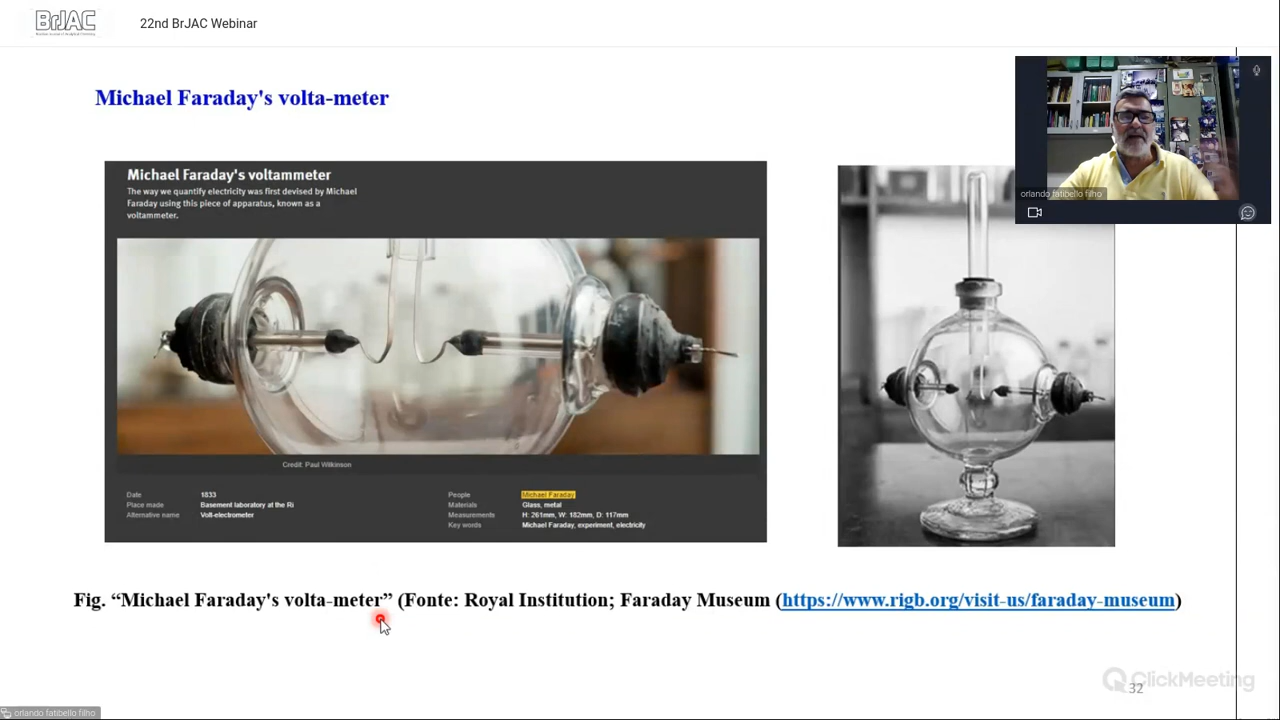 BrJAC
22nd BrJAC Webinar
Michael Faraday's volta-meter
Michael Faraday's voltammeter
The way we quantify electricity was first devised by Michael
Faraday using this piece of apparatus, known as a
voltammeter.
Credit: Paul Wilkinson
Date 1833
Place made Basement laboratory at the Ri
Alternative name Volt-electrometer
People Michael Faraday
Materials Glass, metal
Measurements H: 261mm, W: 182mm, D: 117mm
Key words Michael Faraday, experiment, electricity
orlando fatibello filho
Fig. “Michael Faraday's volta-meter” (Fonte: Royal Institution; Faraday Museum (https://www.rigb.org/visit-us/faraday-museum)
ClickMeeting
32
orlando fatibello filho